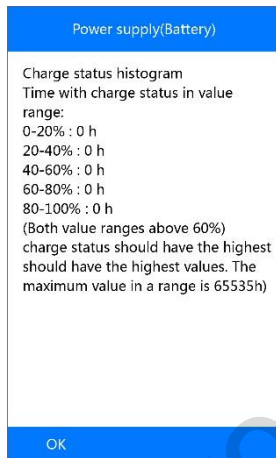 Power supply(Battery)
Charge status histogram
Time with charge status in value
range:
0-20% : 0 h
20-40% : 0 h
40-60% : 0 h
60-80% : 0 h
80-100% : 0 h
(Both value ranges above 60%)
charge status should have the highest
should have the highest values. The
maximum value in a range is 65535h)
OK